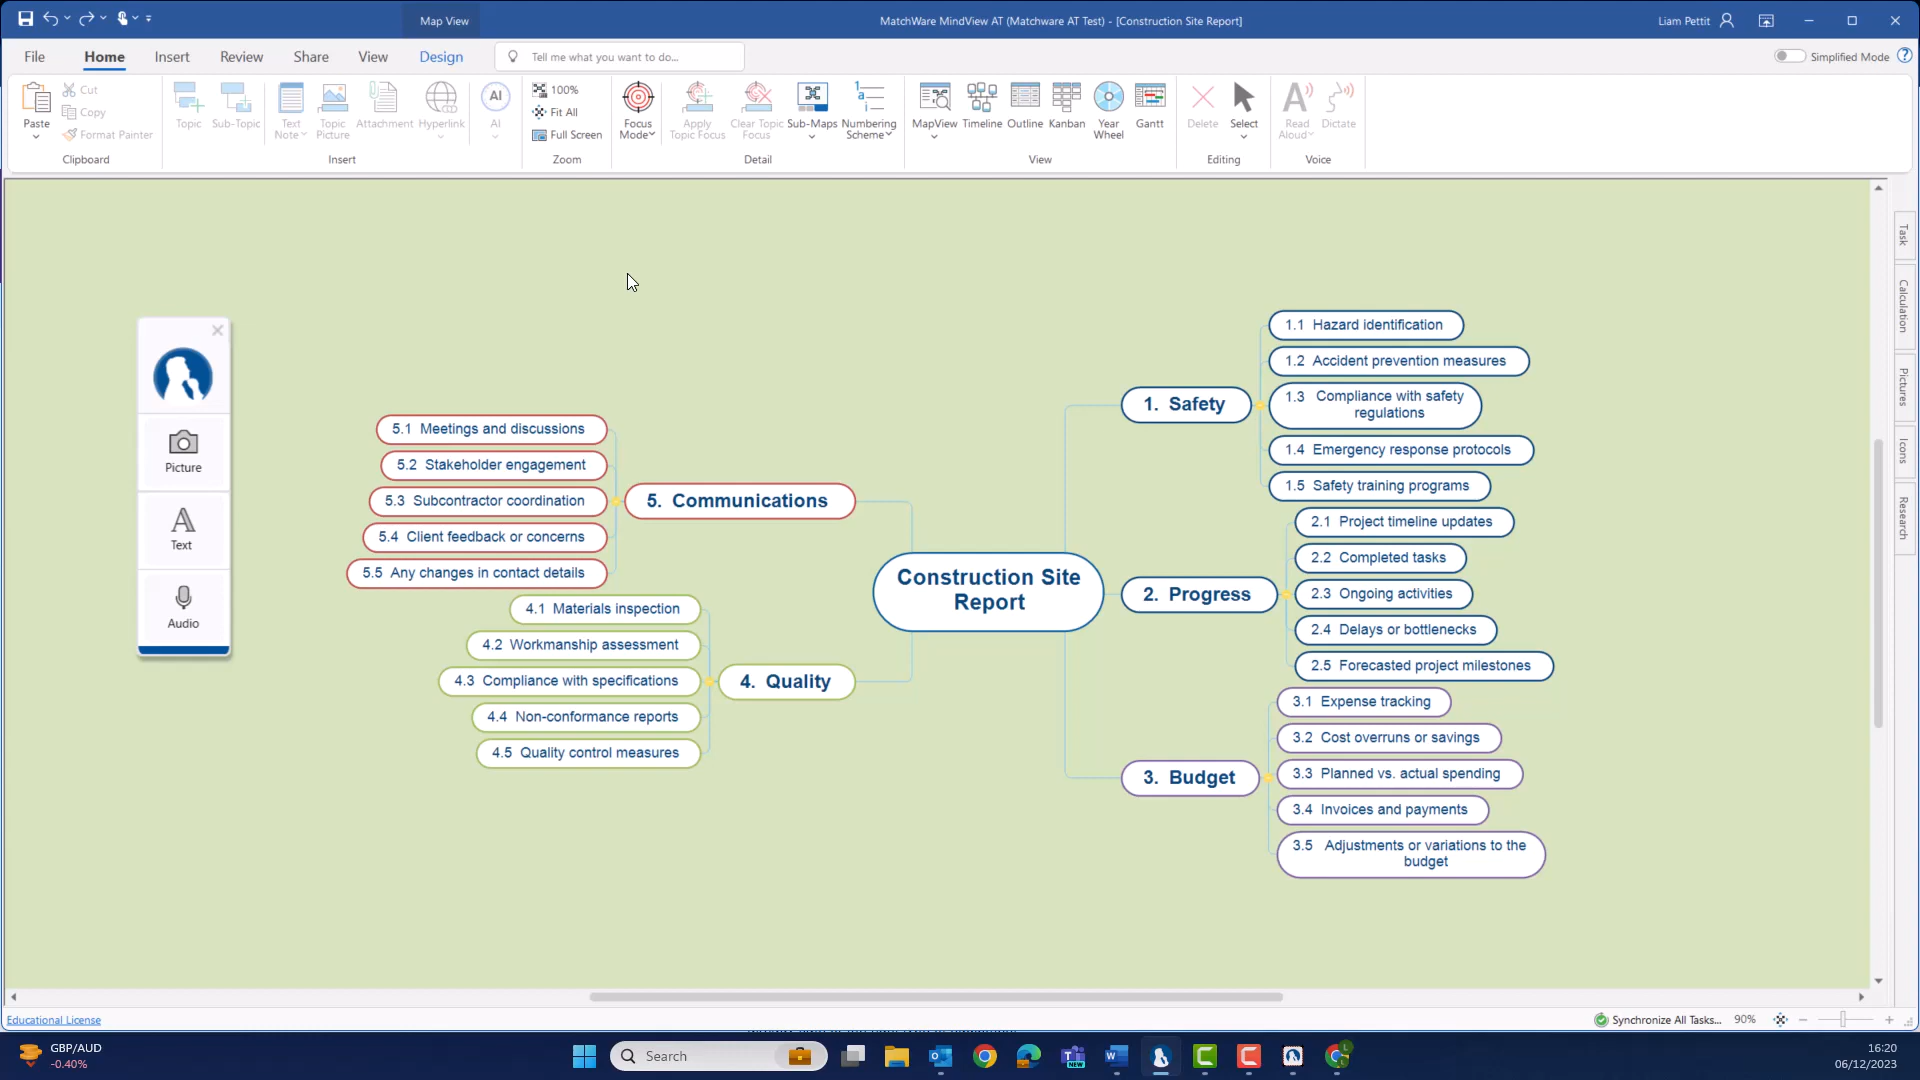 Map View
MatchWare MindView AT (Matchware AT Test) - [Construction Site Report]
Liam Pettit
File
Home
Insert
Review
Share
View
Design
Tell me what you want to do...
Simplified Mode
Paste
Cut
Copy
Format Painter
Clipboard
Topic
Sub-Topic
Text
Note
Topic
Picture
Attachment
Hyperlink
AI
AI
Insert
100%
Fit All
Full Screen
Zoom
Focus
Mode
Apply
Topic Focus
Clear Topic
Focus
Sub-Maps
Numbering
Scheme
Detail
MapView
Timeline
Outline
Kanban
Year
Wheel
Gantt
View
Delete
Select
Editing
Read
Aloud
Dictate
Voice
Task
Calculation
Pictures
Icons
Research
Picture
Text
Audio
Construction Site
Report
1. Safety
1.1 Hazard identification
1.2 Accident prevention measures
1.3 Compliance with safety
regulations
1.4 Emergency response protocols
1.5 Safety training programs
2. Progress
2.1 Project timeline updates
2.2 Completed tasks
2.3 Ongoing activities
2.4 Delays or bottlenecks
2.5 Forecasted project milestones
3. Budget
3.1 Expense tracking
3.2 Cost overruns or savings
3.3 Planned vs. actual spending
3.4 Invoices and payments
3.5 Adjustments or variations to the
budget
4. Quality
4.1 Materials inspection
4.2 Workmanship assessment
4.3 Compliance with specifications
4.4 Non-conformance reports
4.5 Quality control measures
5. Communications
5.1 Meetings and discussions
5.2 Stakeholder engagement
5.3 Subcontractor coordination
5.4 Client feedback or concerns
5.5 Any changes in contact details
Educational License
Synchronize All Tasks...
90%
GBP/AUD
-0.40%
Search
NEW
16:20
06/12/2023